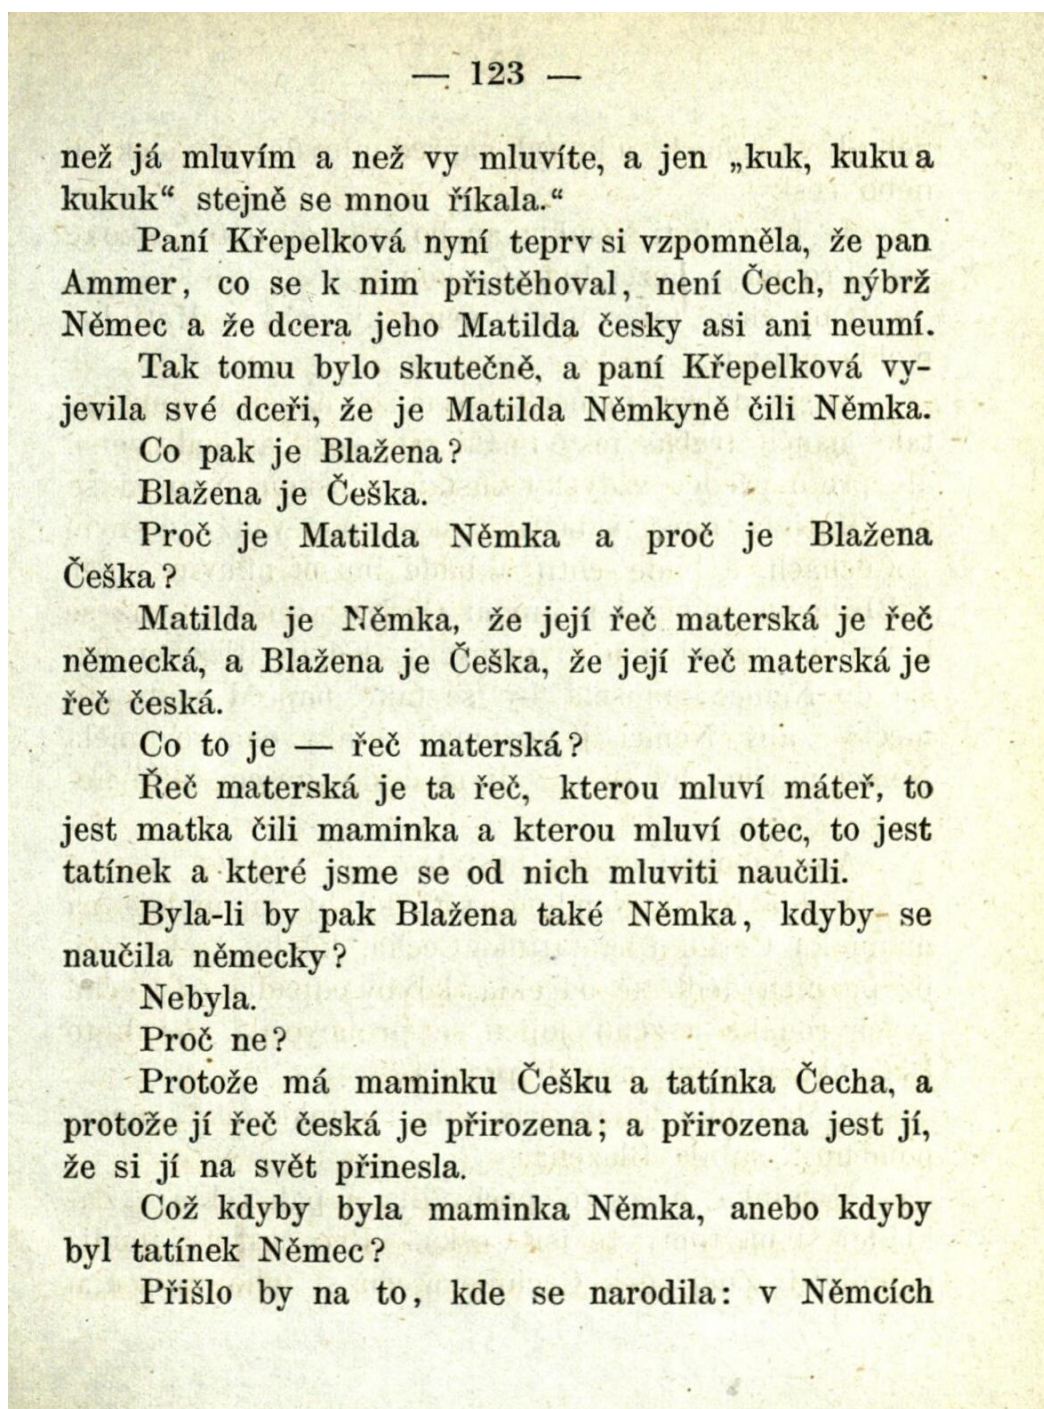 — 123 —
než já mluvím a než vy mluvíte, a jen „kuk, kuku a
kukuk“ stejně se mnou říkala.“
Paní Křepelková nyní teprv si vzpomněla, že pan
Ammer, co se k nim přistěhoval, není Čech, nýbrž
Němec a že dcera jeho Matilda česky asi ani neumí.
Tak tomu bylo skutečně, a paní Křepelková vy-
jevila své dceři, že je Matilda Němkyně čili Němka.
Co pak je Blažena?
Blažena je Češka.
Proč je Matilda Němka a proč je Blažena
Češka?
Matilda je Němka, že její řeč materská je řeč
německá, a Blažena je Češka, že její řeč materská je
řeč česká.
Co to je — řeč materská?
Řeč materská je ta řeč, kterou mluví máteř, to
jest matka čili maminka a kterou mluví otec, to jest
tatínek a které jsme se od nich mluviti naučili.
Byla-li by pak Blažena také Němka, kdyby se
naučila německy?
Nebyla.
Proč ne?
Protože má maminku Češku a tatínka Čecha, a
protože jí řeč česká je přirozena; a přirozena jest jí,
že si jí na svět přinesla.
Což kdyby byla maminka Němka, anebo kdyby
byl tatínek Němec?
Přišlo by na to, kde se narodila: v Němcích